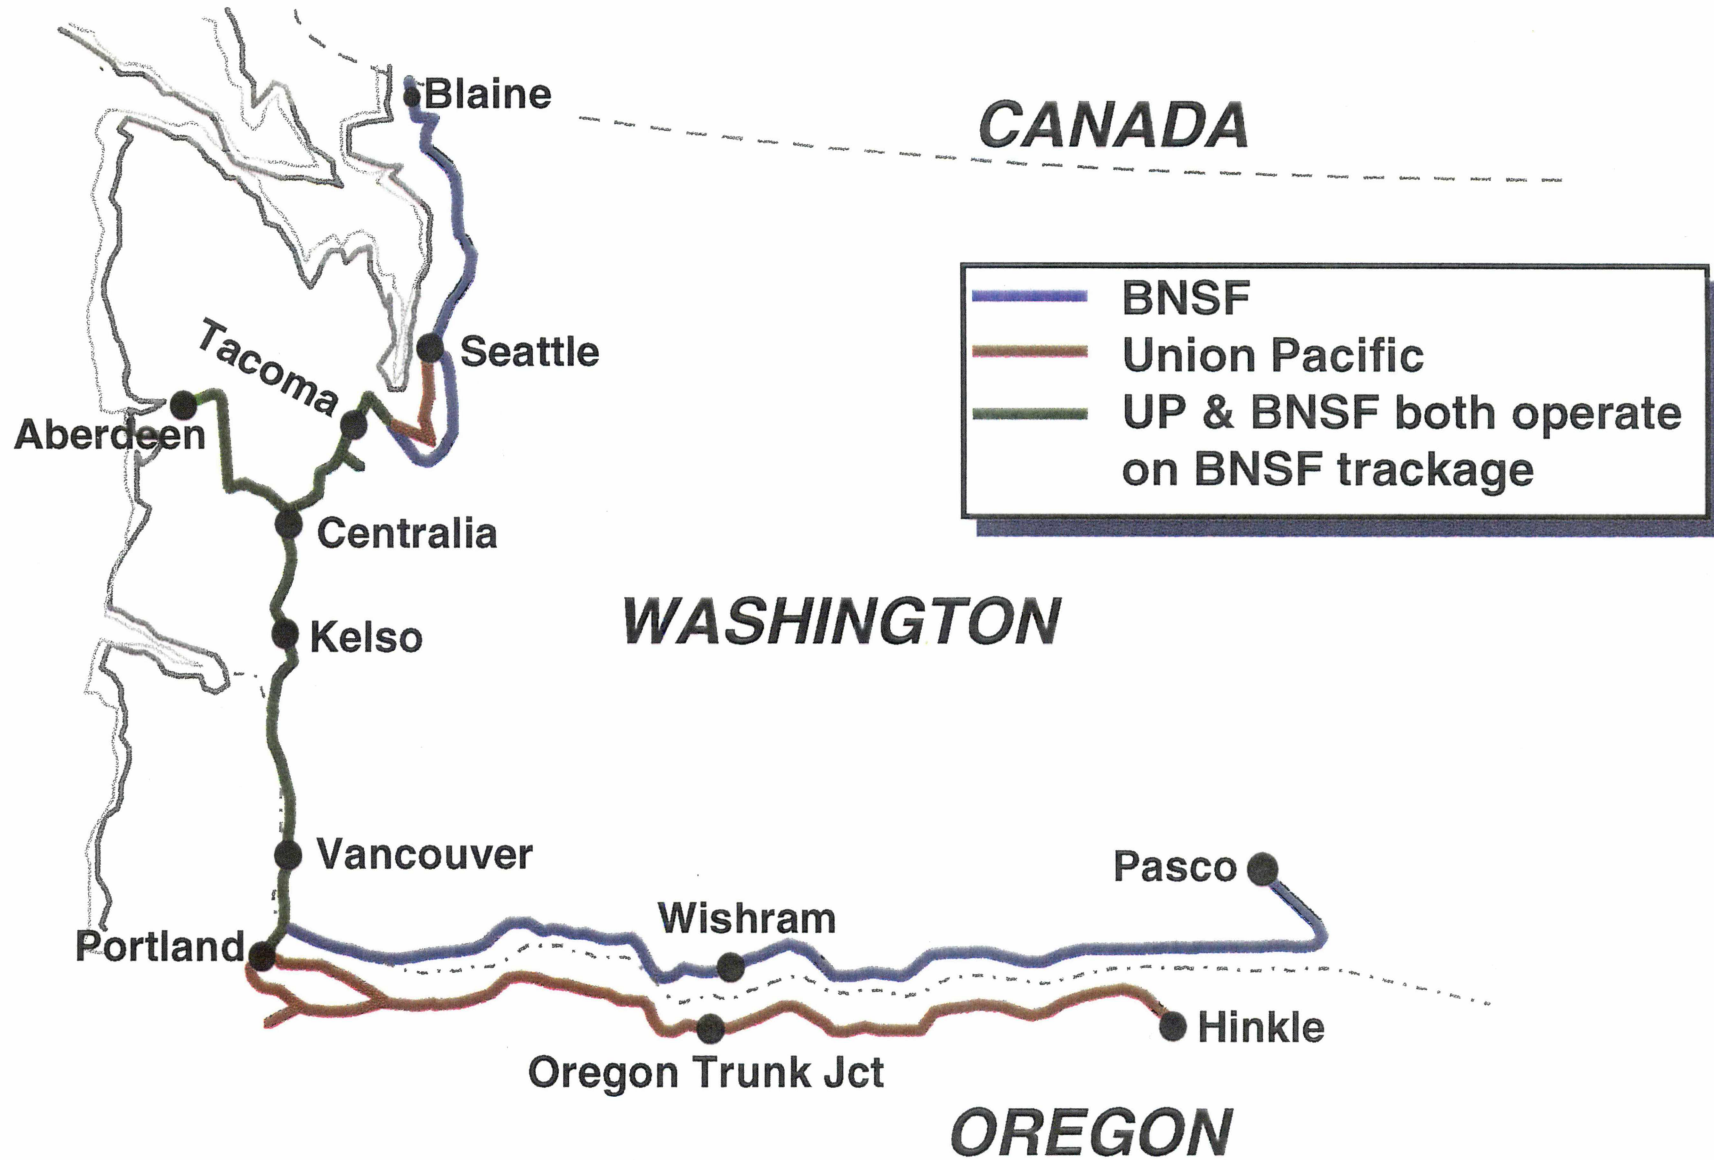 Blaine
CANADA
BNSF
Union Pacific
UP & BNSF both operate
on BNSF trackage
Tacoma
Seattle
Aberdeen
Centralia
Kelso
WASHINGTON
Vancouver
Pasco
Wishram
Portland
Hinkle
Oregon Trunk Jct
OREGON